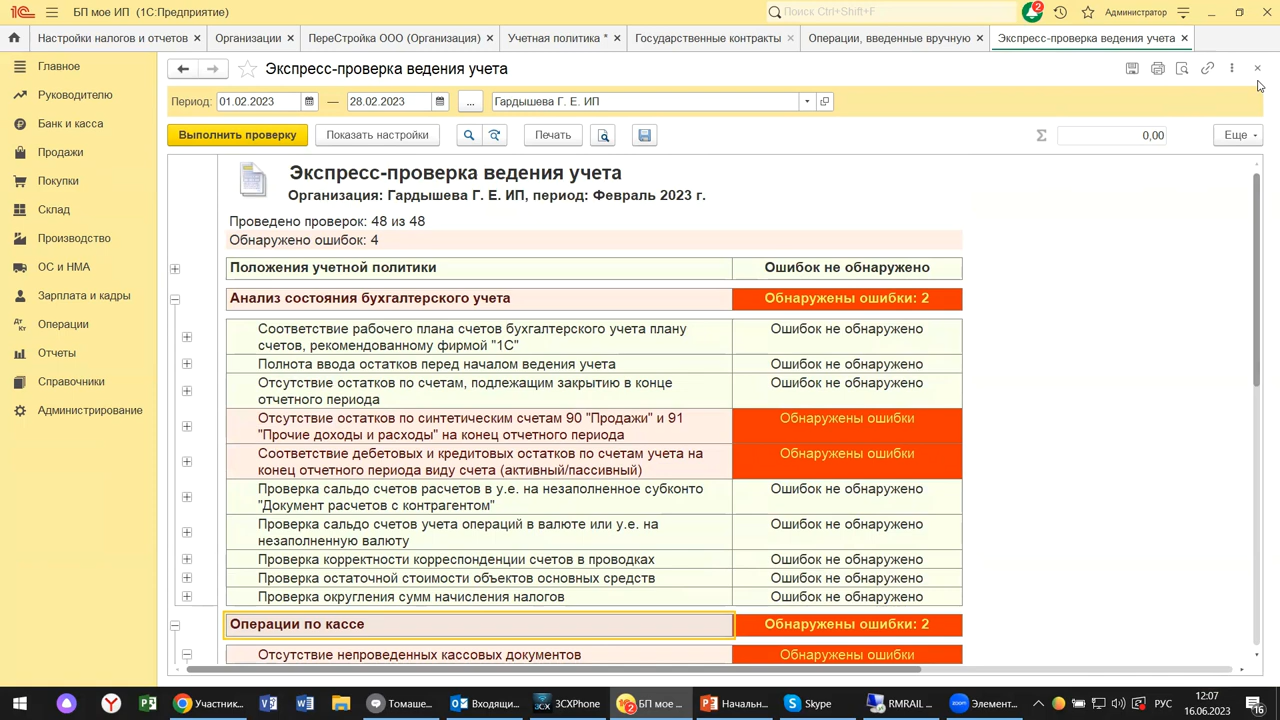 БП мое ИП (1С:Предприятие)
Поиск Ctrl+Shift+F
2
Администратор
Настройки налогов и отчетов
Организации
ПереСтройка ООО (Организация)
Учетная политика *
Государственные контракты
Операции, введенные вручную
Экспресс-проверка ведения учета
Главное
Руководителю
Банк и касса
Продажи
Покупки
Склад
Производство
ОС и НМА
Зарплата и кадры
Операции
Отчеты
Справочники
Администрирование
Экспресс-проверка ведения учета
Период: 01.02.2023 — 28.02.2023 ... Гардышева Г. Е. ИП
Выполнить проверку Показать настройки Печать Σ 0,00 Еще
Экспресс-проверка ведения учета
Организация: Гардышева Г. Е. ИП, период: Февраль 2023 г.
Проведено проверок: 48 из 48
Обнаружено ошибок: 4
Положения учетной политики Ошибок не обнаружено
Анализ состояния бухгалтерского учета Обнаружены ошибки: 2
Соответствие рабочего плана счетов бухгалтерского учета плану Ошибок не обнаружено
счетов, рекомендованному фирмой "1С"
Полнота ввода остатков перед началом ведения учета Ошибок не обнаружено
Отсутствие остатков по счетам, подлежащим закрытию в конце Ошибок не обнаружено
отчетного периода
Отсутствие остатков по синтетическим счетам 90 "Продажи" и 91 Обнаружены ошибки
"Прочие доходы и расходы" на конец отчетного периода
Соответствие дебетовых и кредитовых остатков по счетам учета на Обнаружены ошибки
конец отчетного периода виду счета (активный/пассивный)
Проверка сальдо счетов расчетов в у.е. на незаполненное субконто Ошибок не обнаружено
"Документ расчетов с контрагентом"
Проверка сальдо счетов учета операций в валюте или у.е. на Ошибок не обнаружено
незаполненную валюту
Проверка корректности корреспонденции счетов в проводках Ошибок не обнаружено
Проверка остаточной стоимости объектов основных средств Ошибок не обнаружено
Проверка округления сумм начисления налогов Ошибок не обнаружено
Операции по кассе Обнаружены ошибки: 2
Отсутствие непроведенных кассовых документов Обнаружены ошибки
Участник... Томаше... Входящи... 3CXPhone БП мое ... Начальн... Skype RMRAIL ... Элемент... РУС 12:07
16.06.2023
16